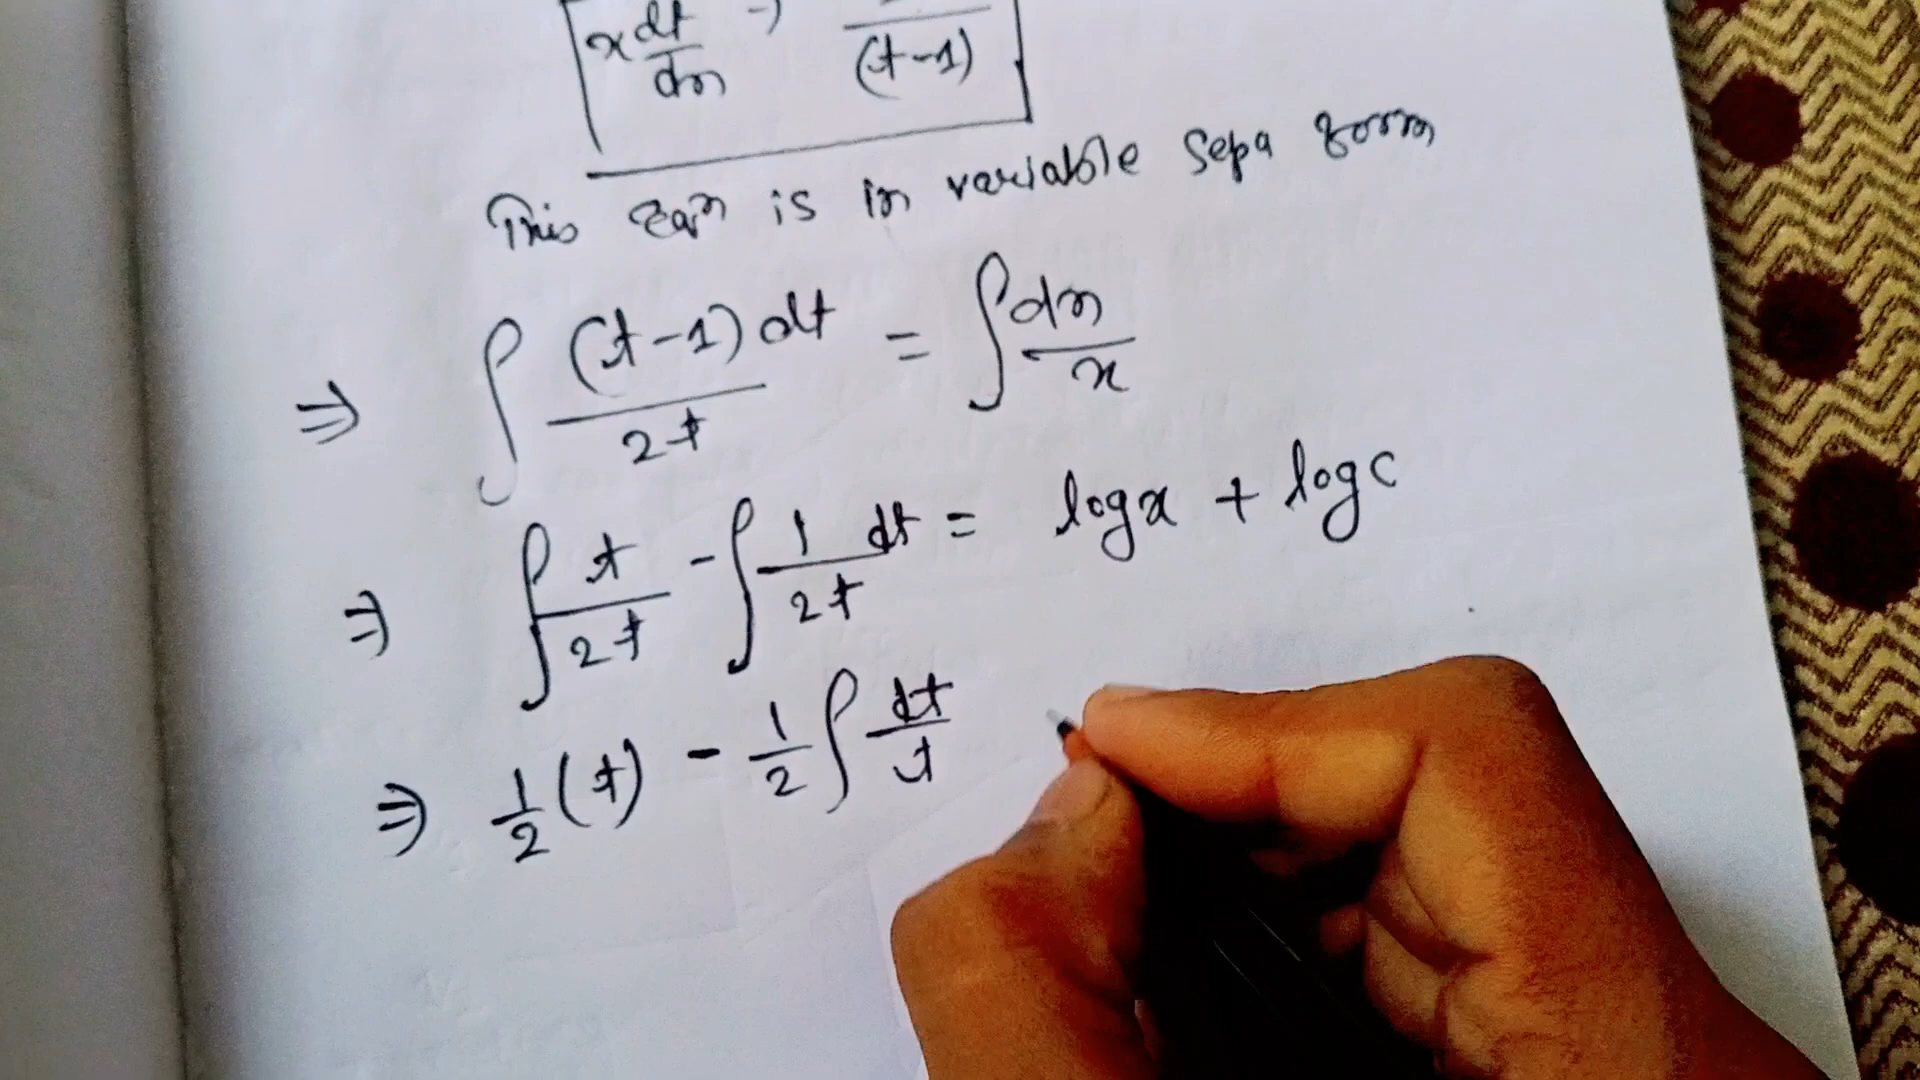 x dt/dx → /(t-1)
This Eqn is in variable Sepa form
⇒ ∫ (t-1) dt / 2t = ∫ dx / x
⇒ ∫ t / 2t - ∫ 1 dt / 2t = log x + log c
⇒ 1/2 (t) - 1/2 ∫ dt / t